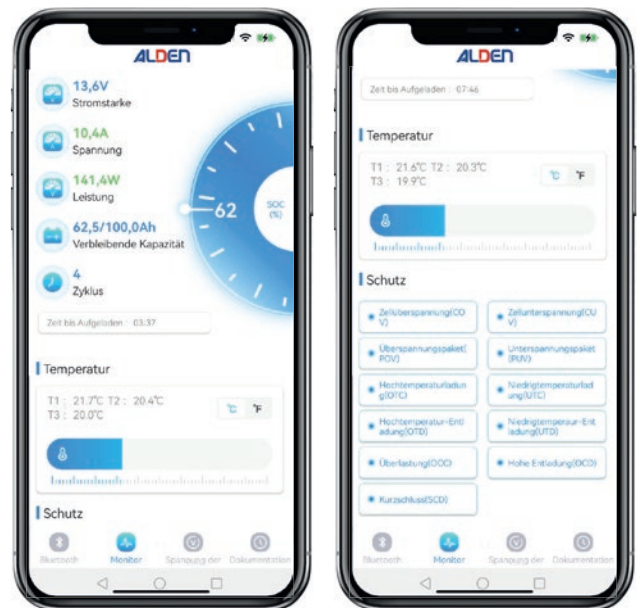 ALDEN
13,6V
Stromstarke
10,4A
Spannung
141,4W
Leistung
62,5/100,0Ah
Verbleibende Kapazität
4
Zyklus
62
SOC
(%)
Zeit bis Aufgeladen : 03:37
Temperatur
T1 : 21.7℃ T2 : 20.4℃
T3 : 20.0℃
℃ ℉
Schutz
Bluetooth Monitor Spannung der Dokumentation
ALDEN
Zeit bis Aufgeladen : 07:46
Temperatur
T1 : 21.6℃ T2 : 20.3℃
T3 : 19.9℃
℃ ℉
Schutz
Zellüberspannung(CO
V)
Zellunterspannung(CU
V)
Überspannungspaket(
POV)
Unterspannungspaket
(PUV)
Hochtemperaturladun
g(OTC)
Niedrigtemperaturlad
ung(UTC)
Hochtemperatur-Entl
adung(OTD)
Niedrigtemperaur-Ent
ladung(UTD)
Überlastung(OOC)
Hohe Entladung(OCD)
Kurzschluss(SCD)
Bluetooth Monitor Spannung der Dokumentation